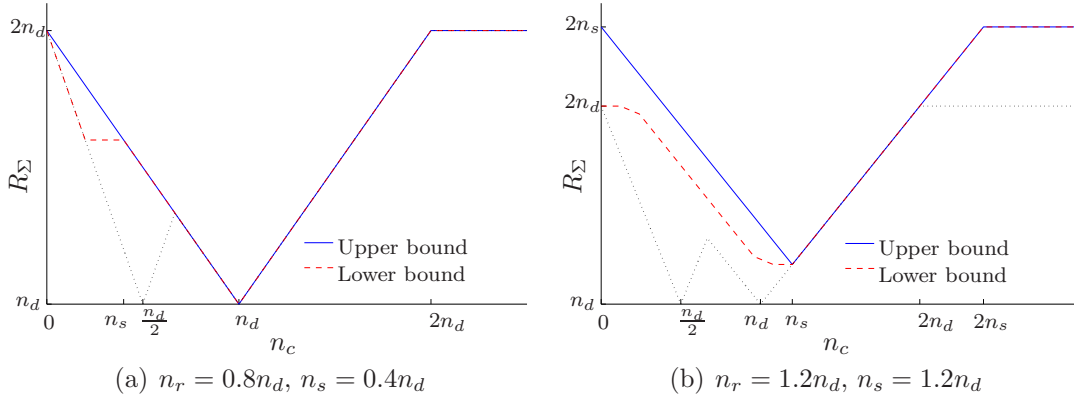 2n_d
R_Σ
Upper bound
Lower bound
n_d
0 n_s n_d/2 n_d 2n_d
n_c
(a) n_r = 0.8n_d, n_s = 0.4n_d
2n_s
2n_d
R_Σ
Upper bound
Lower bound
n_d
0 n_d/2 n_d n_s 2n_d 2n_s
n_c
(b) n_r = 1.2n_d, n_s = 1.2n_d